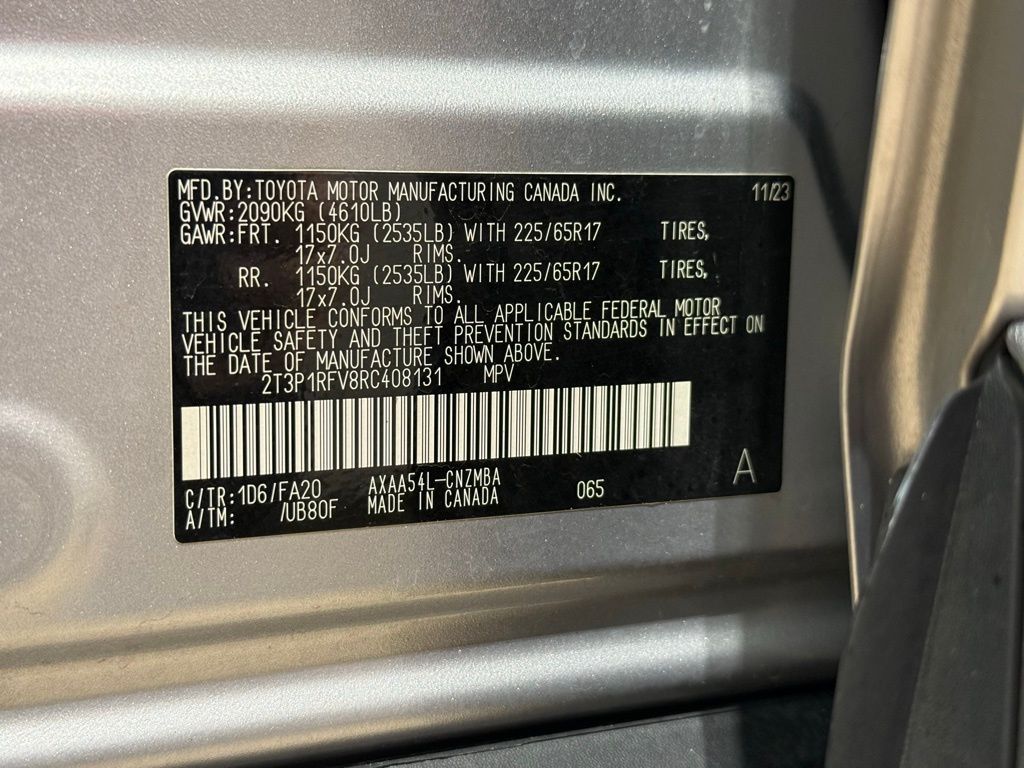 MFD.BY:TOYOTA MOTOR MANUFACTURING CANADA INC. 11/23
GVWR:2090KG (4610LB)
GAWR:FRT. 1150KG (2535LB) WITH 225/65R17 TIRES,
17x7.0J RIMS.
RR. 1150KG (2535LB) WITH 225/65R17 TIRES,
17x7.0J RIMS.
THIS VEHICLE CONFORMS TO ALL APPLICABLE FEDERAL MOTOR
VEHICLE SAFETY AND THEFT PREVENTION STANDARDS IN EFFECT ON
THE DATE OF MANUFACTURE SHOWN ABOVE.
2T3P1RFV8RC408131 MPV
C/TR:1D6/FA20 AXAA54L-CNZMBA 065 A
A/TM: /UB80F MADE IN CANADA